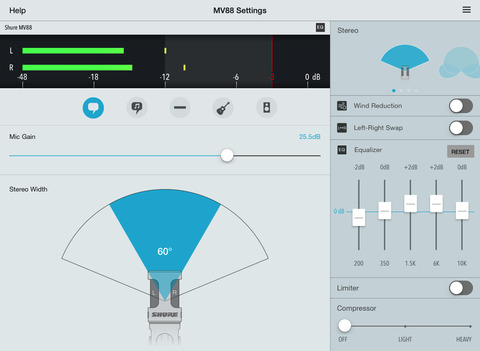 Help MV88 Settings
Shure MV88 EQ
L
R
-48 -18 -12 -6 -3 0 dB
Mic Gain 25.5dB
Stereo Width
60°
L R
SHURE
Stereo
Wind Reduction
Left-Right Swap
EQ Equalizer RESET
-2dB 0dB +2dB +2dB 0dB
0 dB
200 350 1.5K 6K 10K
Limiter
Compressor
OFF LIGHT HEAVY